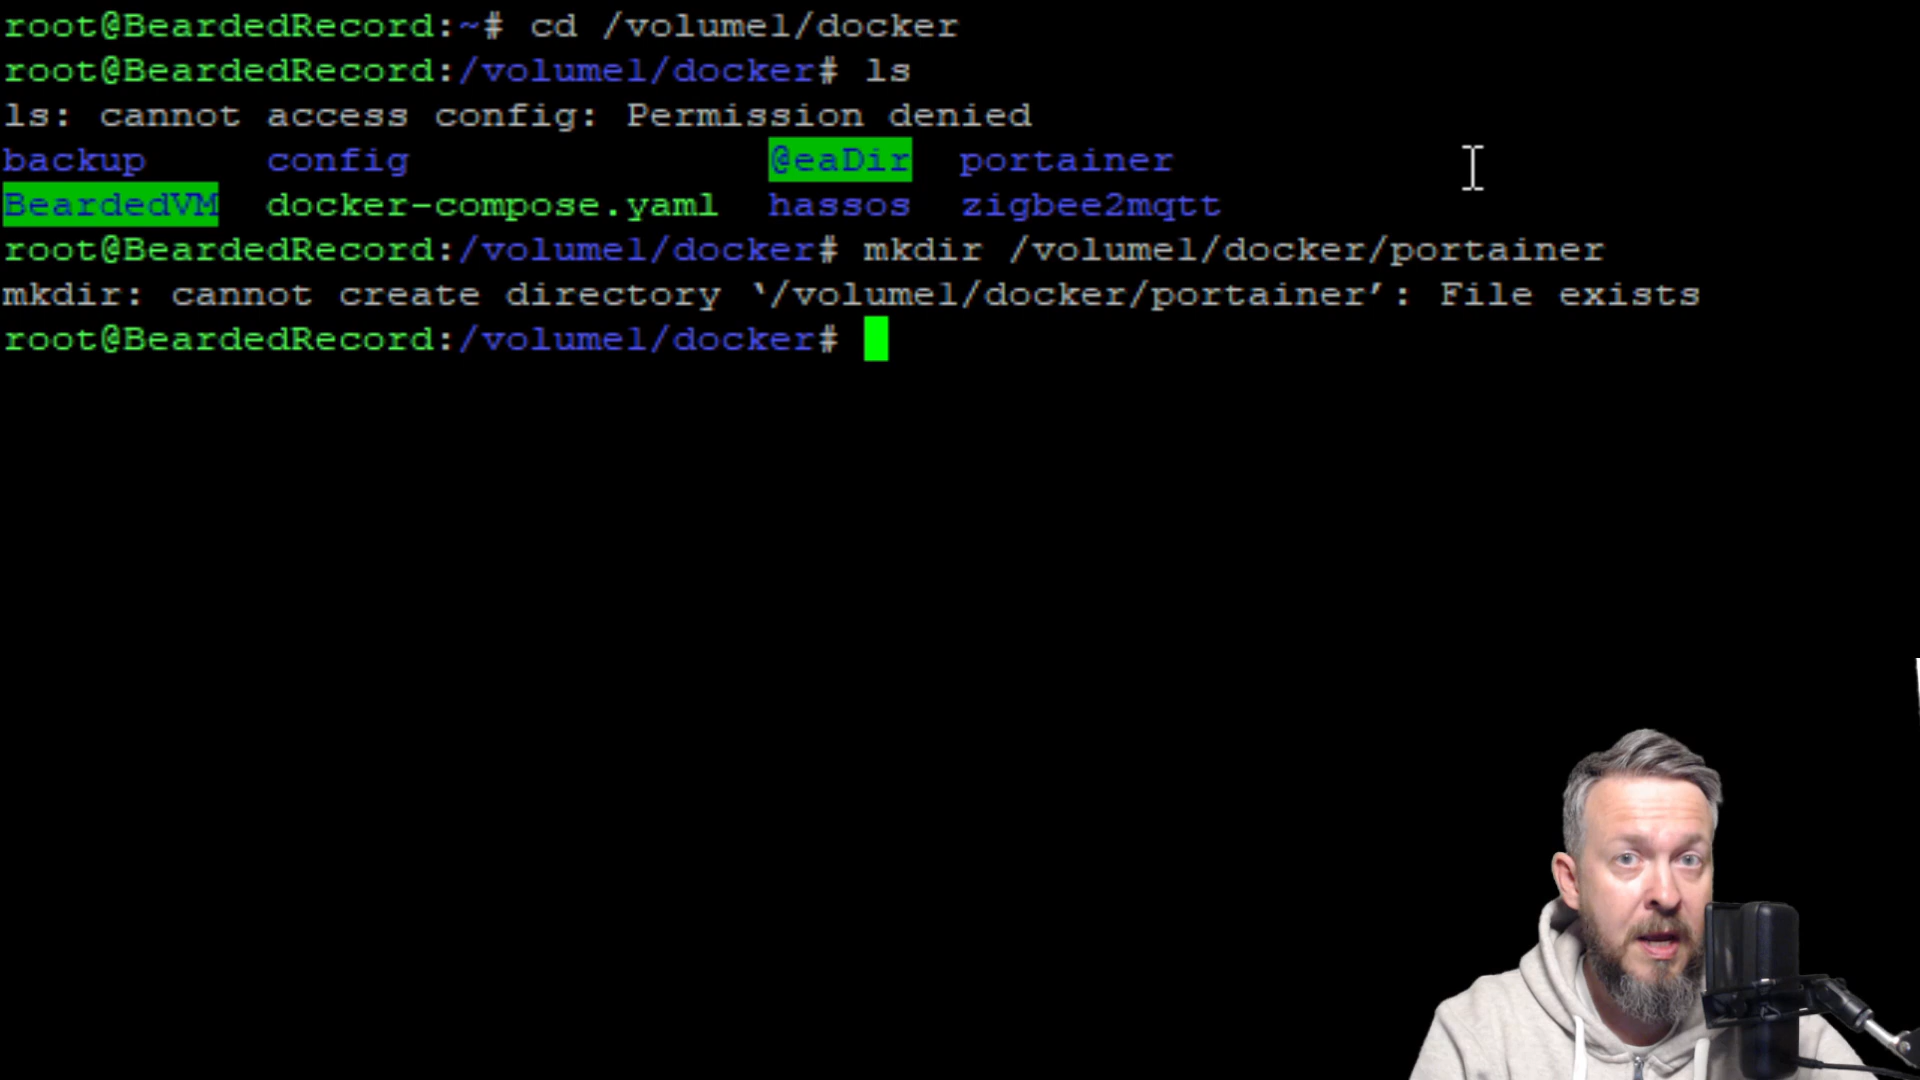 root@BeardedRecord:~# cd /volume1/docker
root@BeardedRecord:/volume1/docker# ls
ls: cannot access config: Permission denied
backup config @eaDir portainer
BeardedVM docker-compose.yaml hassos zigbee2mqtt
root@BeardedRecord:/volume1/docker# mkdir /volume1/docker/portainer
mkdir: cannot create directory ‘/volume1/docker/portainer’: File exists
root@BeardedRecord:/volume1/docker#